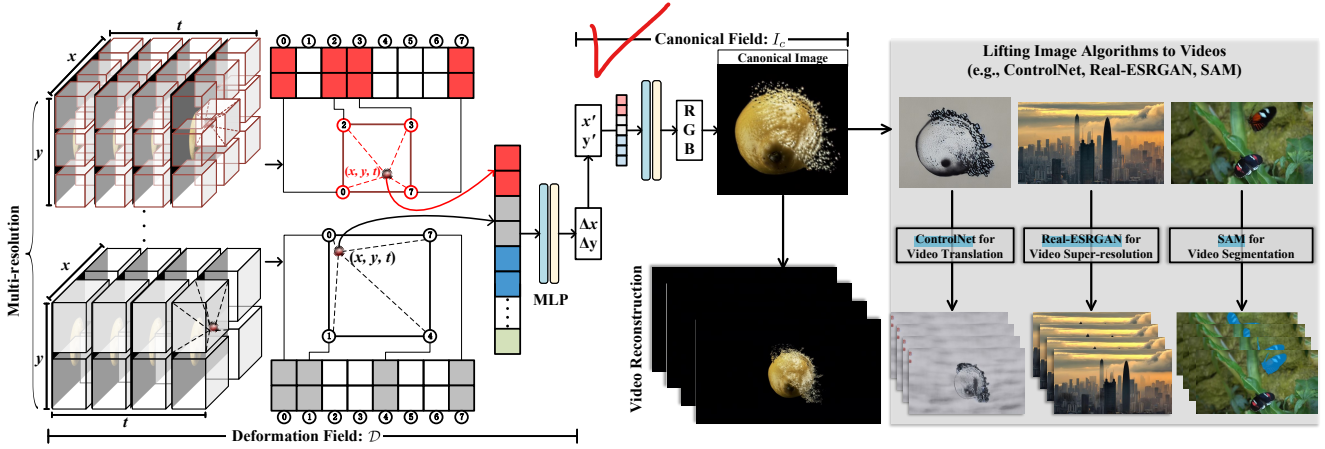 t
x
y
Multi-resolution
x
y
t
0 1 2 3 4 5 6 7
2 3
(x, y, t)
0 7
0 7
(x, y, t)
1 4
0 1 2 3 4 5 6 7
Deformation Field: 𝒟
MLP
Δx
Δy
x′
y′
Canonical Field: I_c
R
G
B
Canonical Image
Video Reconstruction
Lifting Image Algorithms to Videos
(e.g., ControlNet, Real-ESRGAN, SAM)
ControlNet for
Video Translation
Real-ESRGAN for
Video Super-resolution
SAM for
Video Segmentation